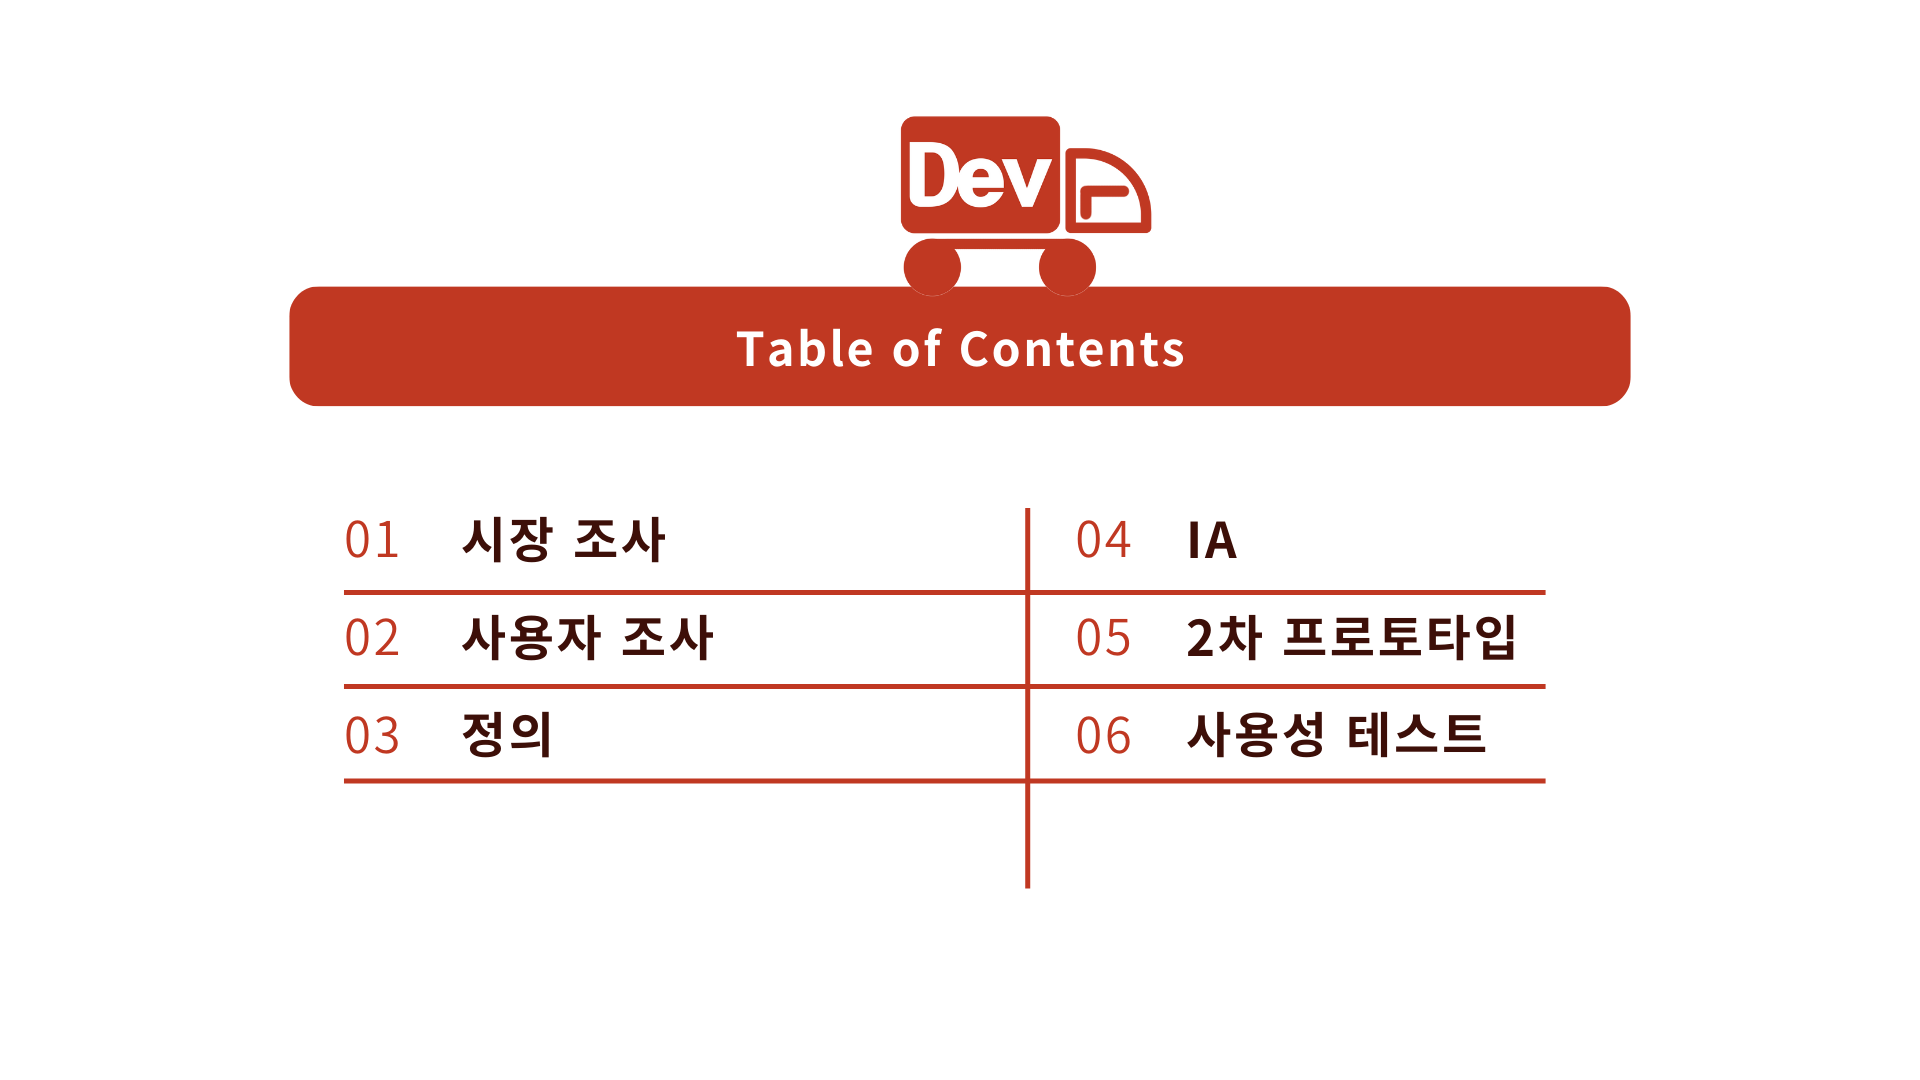 Dev
Table of Contents
01 시장 조사
02 사용자 조사
03 정의
04 IA
05 2차 프로토타입
06 사용성 테스트